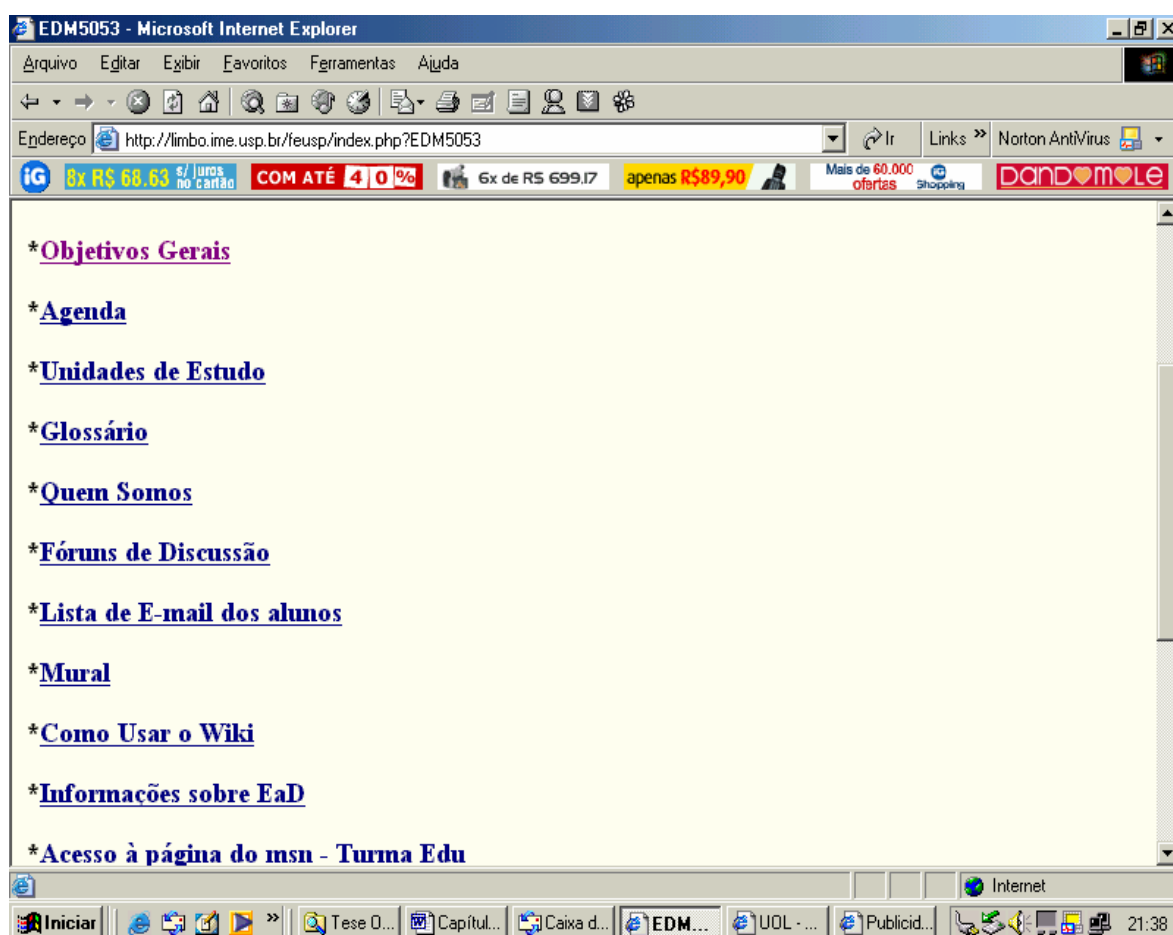 EDM5053 - Microsoft Internet Explorer
Arquivo Editar Exibir Favoritos Ferramentas Ajuda
Endereço http://limbo.ime.usp.br/feusp/index.php?EDM5053 Ir Links » Norton AntiVirus
iG 8x R$ 68.63 s/ juros no cartão COM ATÉ 40% 6x de R$ 699,17 apenas R$89,90 Mais de 60.000 ofertas iG Shopping DANDOMOLE
*Objetivos Gerais
*Agenda
*Unidades de Estudo
*Glossário
*Quem Somos
*Fóruns de Discussão
*Lista de E-mail dos alunos
*Mural
*Como Usar o Wiki
*Informações sobre EaD
*Acesso à página do msn - Turma Edu
Internet
Iniciar » Tese O... Capítul... Caixa d... EDM... UOL - ... Publicid... 21:38